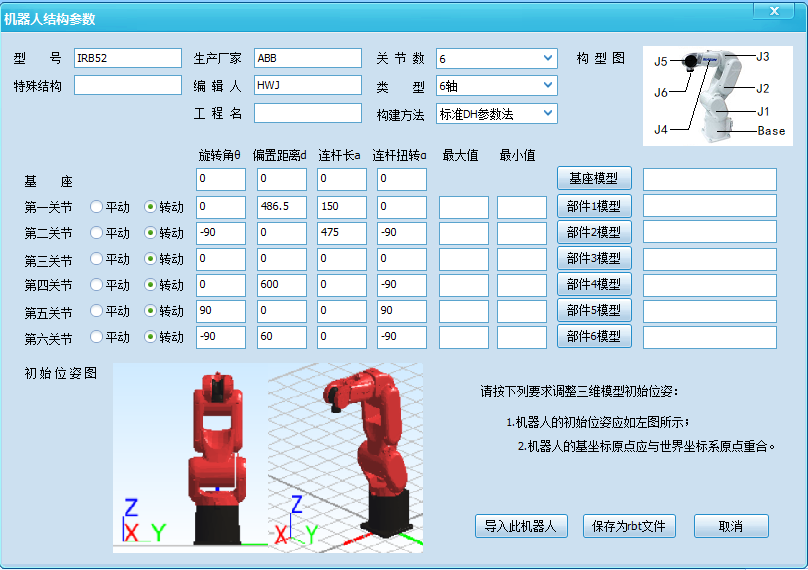 机器人结构参数
型 号 IRB52 生产厂家 ABB 关 节 数 6 构 型 图
特殊结构 编 辑 人 HWJ 类 型 6轴
工 程 名 构建方法 标准DH参数法
J5 J3
J6 J2
J1
J4 Base
旋转角θ 偏置距离d 连杆长a 连杆扭转α 最大值 最小值
基 座 0 0 0 0 基座模型
第一关节 平动 转动 0 486.5 150 0 部件1模型
第二关节 平动 转动 -90 0 475 -90 部件2模型
第三关节 平动 转动 0 0 0 0 部件3模型
第四关节 平动 转动 0 600 0 -90 部件4模型
第五关节 平动 转动 90 0 0 90 部件5模型
第六关节 平动 转动 -90 60 0 -90 部件6模型
初始位姿图
请按下列要求调整三维模型初始位姿：
1.机器人的初始位姿应如左图所示；
2.机器人的基坐标原点应与世界坐标系原点重合。
Z X Y
Z X Y
导入此机器人 保存为rbt文件 取消